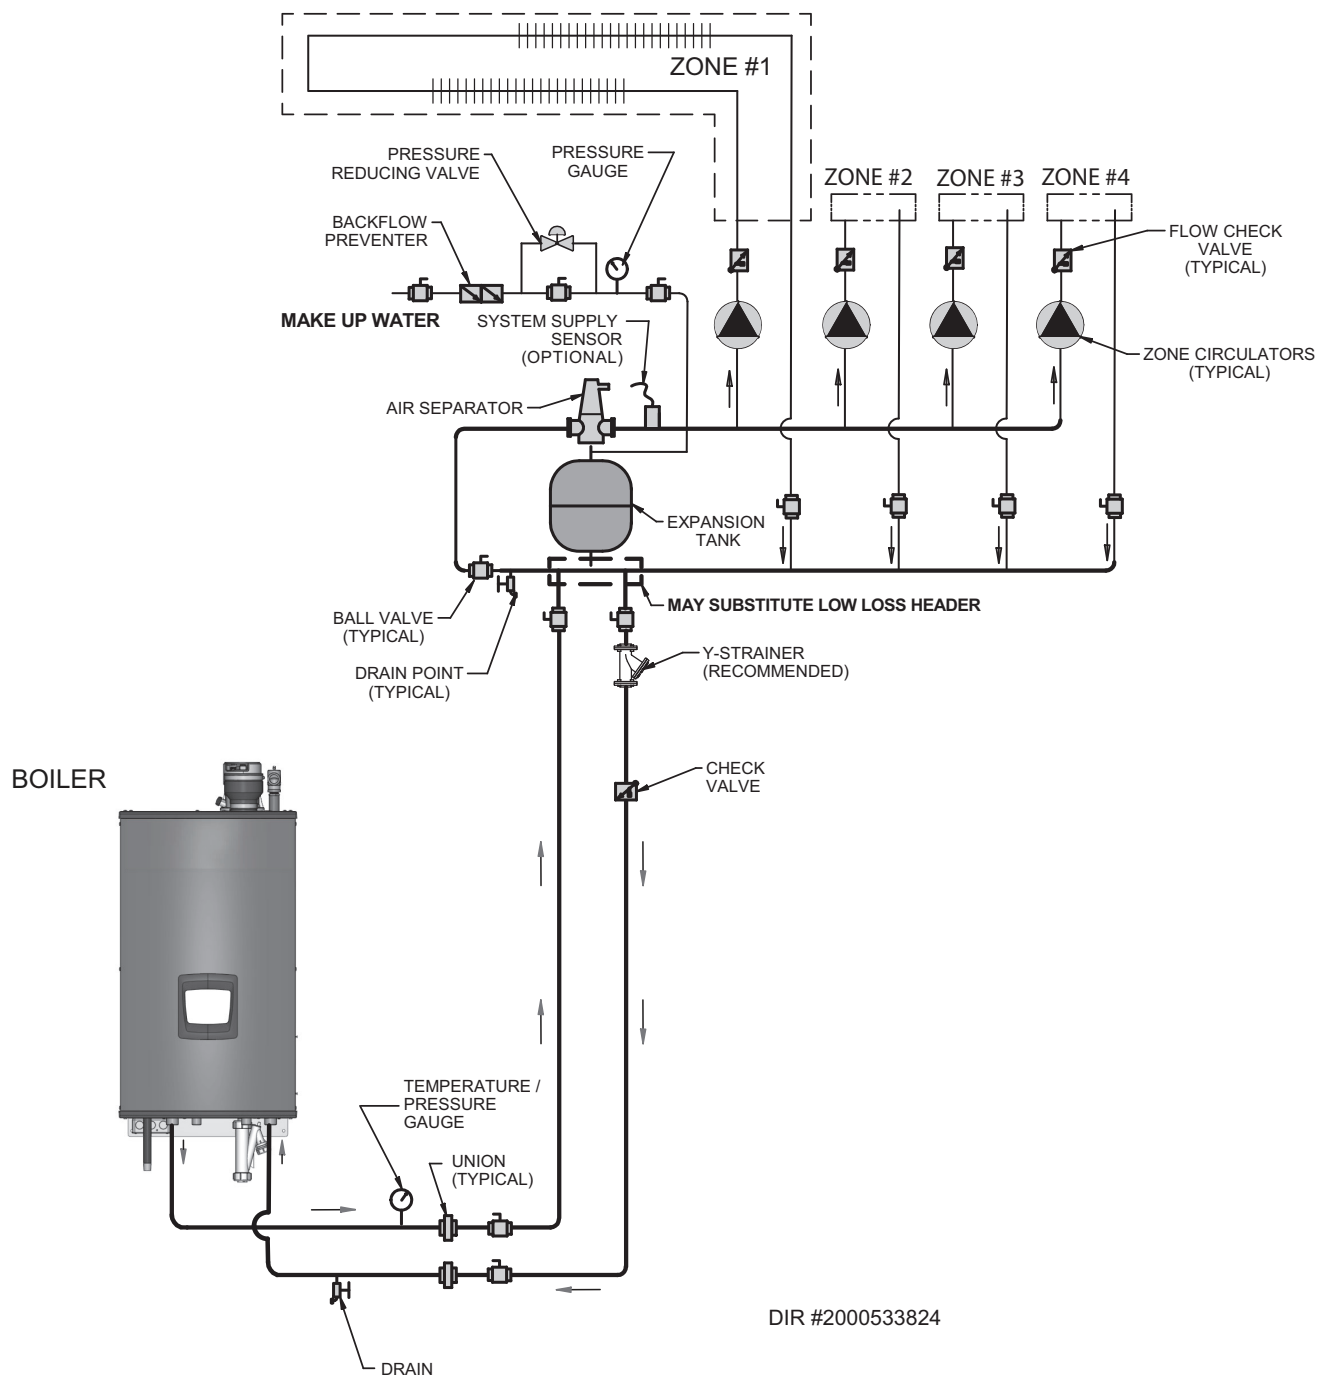 ZONE #1
PRESSURE
REDUCING VALVE
PRESSURE
GAUGE
ZONE #2
ZONE #3
ZONE #4
BACKFLOW
PREVENTER
FLOW CHECK
VALVE
(TYPICAL)
MAKE UP WATER
SYSTEM SUPPLY
SENSOR
(OPTIONAL)
ZONE CIRCULATORS
(TYPICAL)
AIR SEPARATOR
EXPANSION
TANK
MAY SUBSTITUTE LOW LOSS HEADER
BALL VALVE
(TYPICAL)
DRAIN POINT
(TYPICAL)
Y-STRAINER
(RECOMMENDED)
BOILER
CHECK
VALVE
TEMPERATURE /
PRESSURE
GAUGE
UNION
(TYPICAL)
DIR #2000533824
DRAIN